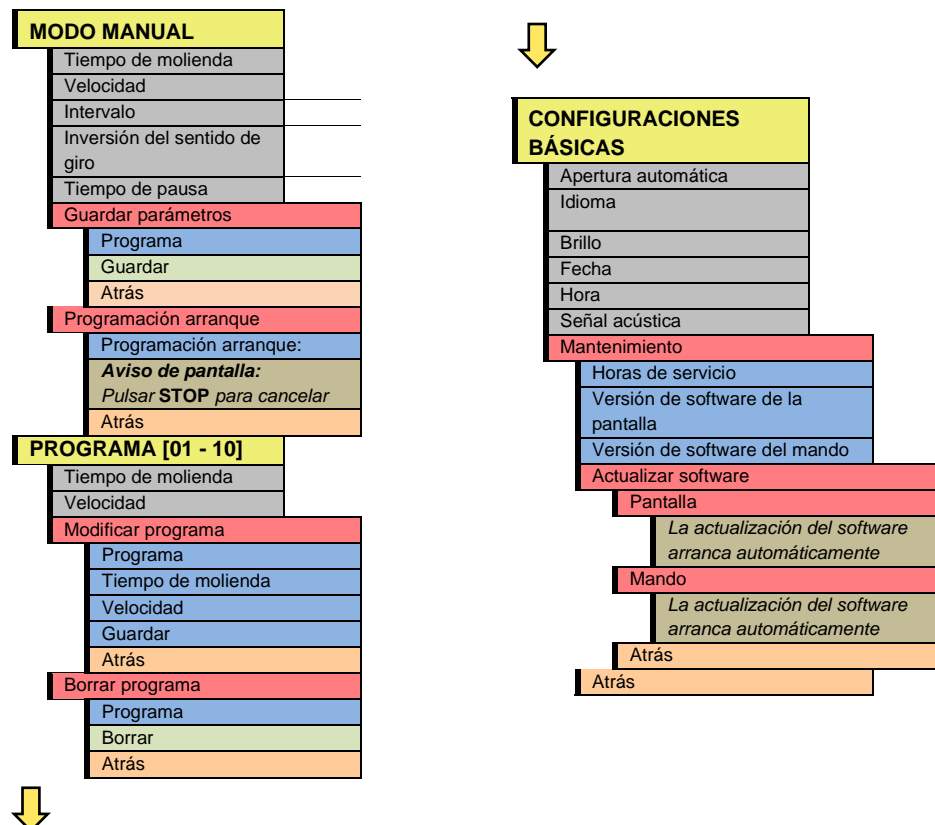 MODO MANUAL
Tiempo de molienda
Velocidad
Intervalo
Inversión del sentido de
giro
Tiempo de pausa
Guardar parámetros
Programa
Guardar
Atrás
Programación arranque
Programación arranque:
Aviso de pantalla:
Pulsar STOP para cancelar
Atrás
PROGRAMA [01 - 10]
Tiempo de molienda
Velocidad
Modificar programa
Programa
Tiempo de molienda
Velocidad
Guardar
Atrás
Borrar programa
Programa
Borrar
Atrás
CONFIGURACIONES
BÁSICAS
Apertura automática
Idioma
Brillo
Fecha
Hora
Señal acústica
Mantenimiento
Horas de servicio
Versión de software de la
pantalla
Versión de software del mando
Actualizar software
Pantalla
La actualización del software
arranca automáticamente
Mando
La actualización del software
arranca automáticamente
Atrás
Atrás